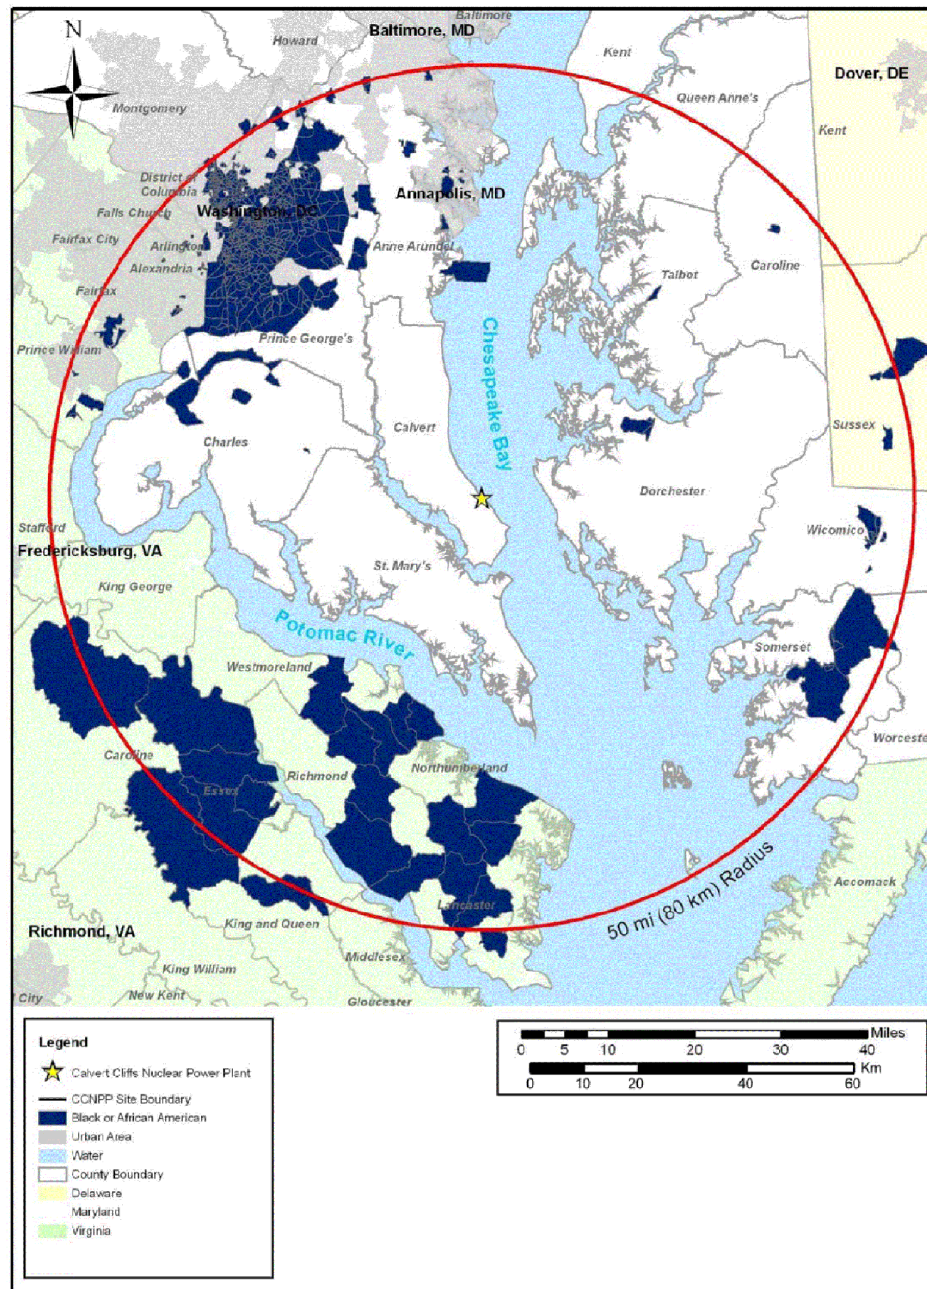 N
Baltimore, MD
Baltimore
Howard
Kent
Dover, DE
Queen Anne's
Montgomery
Kent
District of
Columbia
Annapolis, MD
Falls Church
Washington, DC
Fairfax City
Arlington
Anne Arundel
Alexandria
Talbot
Caroline
Fairfax
Prince George's
Prince William
Chesapeake Bay
Sussex
Calvert
Charles
Dorchester
Stafford
Wicomico
Fredericksburg, VA
St. Mary's
King George
Potomac River
Somerset
Westmoreland
Worcester
Caroline
Richmond
Northumberland
Essex
50 mi (80 km) Radius
Accomack
Lancaster
King and Queen
Richmond, VA
Middlesex
King William
New Kent
City
Gloucester
Legend
Calvert Cliffs Nuclear Power Plant
CCNPP Site Boundary
Black or African American
Urban Area
Water
County Boundary
Delaware
Maryland
Virginia
Miles
0 5 10 20 30 40
Km
0 10 20 40 60